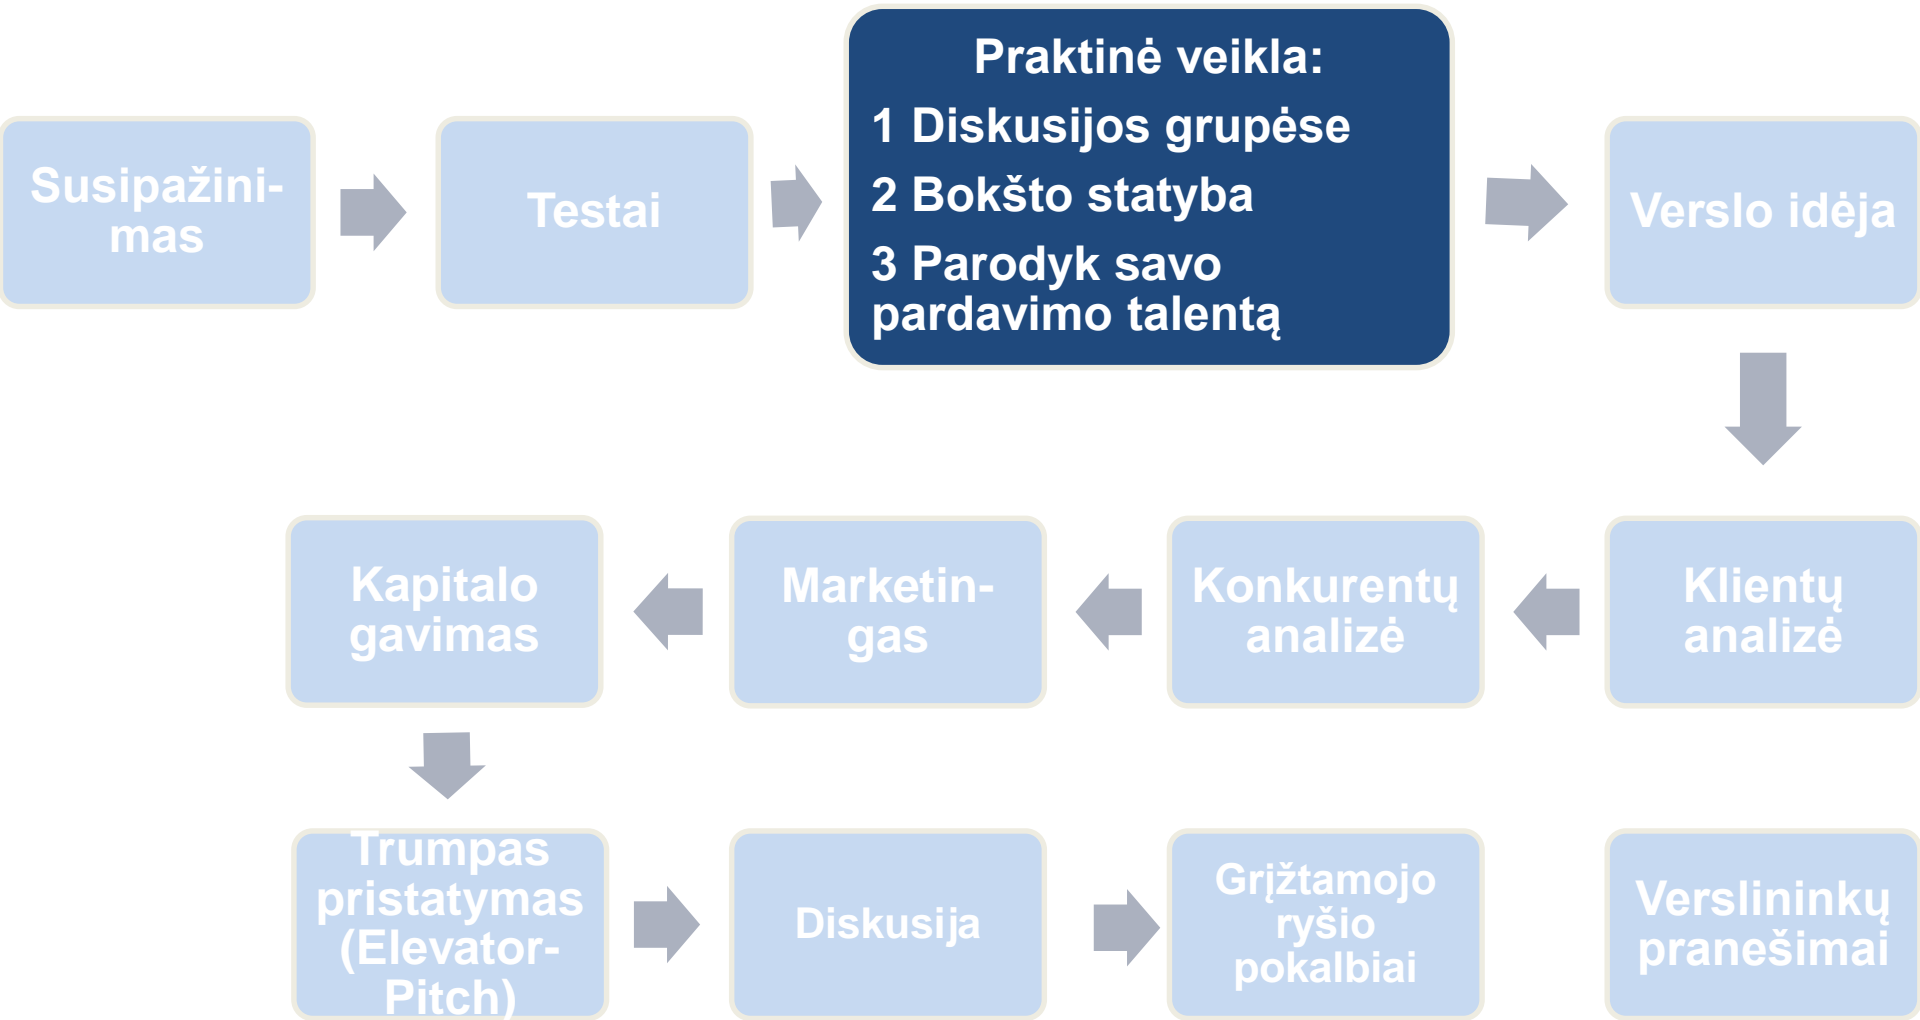 Susipažini-
mas
Testai
Praktinė veikla:
1 Diskusijos grupėse
2 Bokšto statyba
3 Parodyk savo
pardavimo talentą
Verslo idėja
Klientų
analizė
Konkurentų
analizė
Marketin-
gas
Kapitalo
gavimas
Trumpas
pristatymas
(Elevator-
Pitch)
Diskusija
Grįžtamojo
ryšio
pokalbiai
Verslininkų
pranešimai